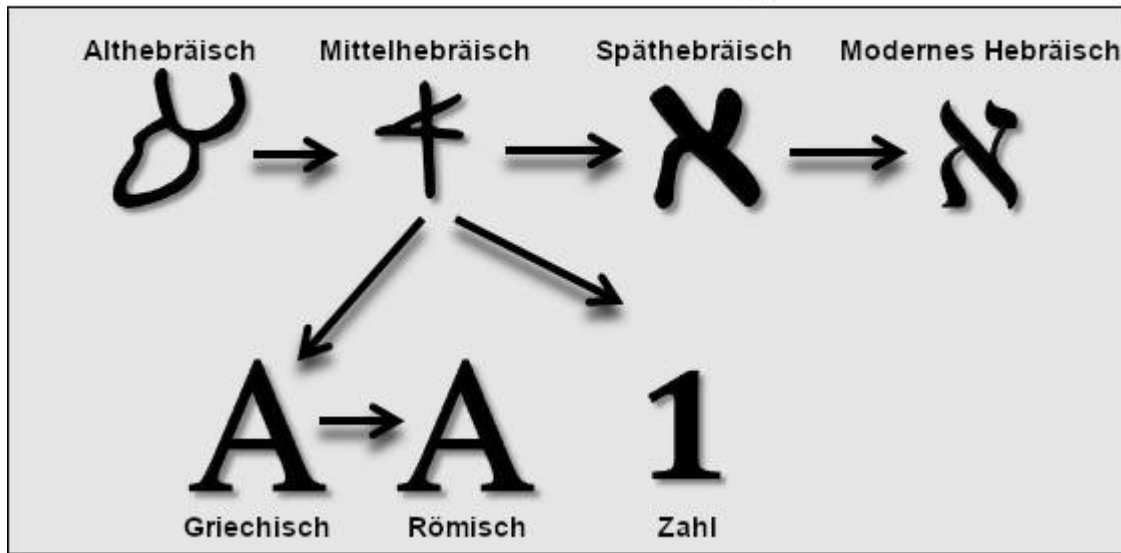 Althebräisch Mittelhebräisch Späthebräisch Modernes Hebräisch
א
A A 1
Griechisch Römisch Zahl